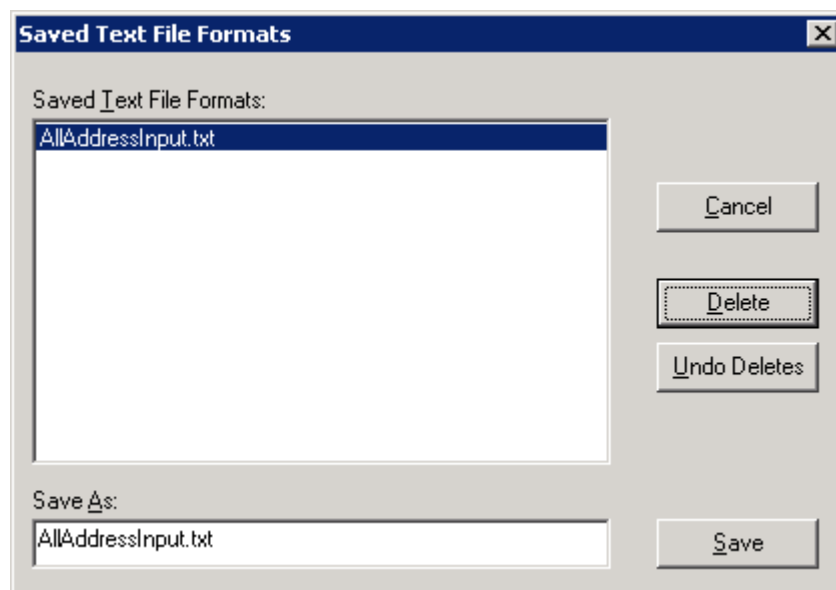 Saved Text File Formats
Saved Text File Formats:
AllAddressInput.txt
Cancel
Delete
Undo Deletes
Save As:
AllAddressInput.txt
Save